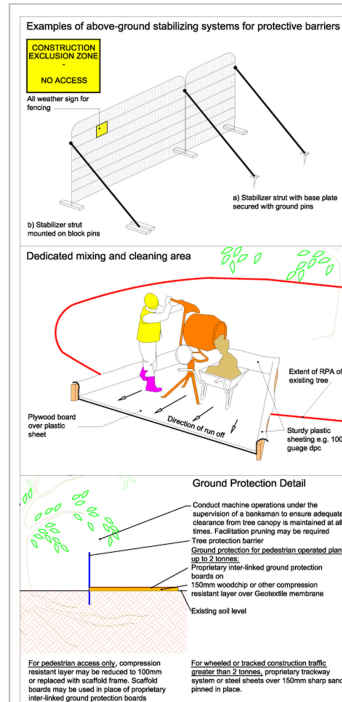 Examples of above-ground stabilizing systems for protective barriers
CONSTRUCTION
EXCLUSION ZONE
-
NO ACCESS
All weather sign for
fencing
a) Stabilizer strut with base plate
secured with ground pins
b) Stabilizer strut
mounted on block pins
Dedicated mixing and cleaning area
Extent of RPA of
existing tree
Plywood board
over plastic
sheet
Direction of run off
Sturdy plastic
sheeting e.g. 100
guage dpc
Ground Protection Detail
Conduct machine operations under the
supervision of a banksman to ensure adequate
clearance from tree canopy is maintained at all
times. Facilitation pruning may be required
Tree protection barrier
Ground protection for pedestrian operated plan
up to 2 tonnes:
Proprietary inter-linked ground protection
boards on
150mm woodchip or other compression
resistant layer over Geotextile membrane
Existing soil level
For pedestrian access only, compression
resistant layer may be reduced to 100mm
or replaced with scaffold frame. Scaffold
boards may be used in place of proprietary
inter-linked ground protection boards
For wheeled or tracked construction traffic
greater than 2 tonnes, proprietary trackway
system or steel sheets over 150mm sharp sand
pinned in place.